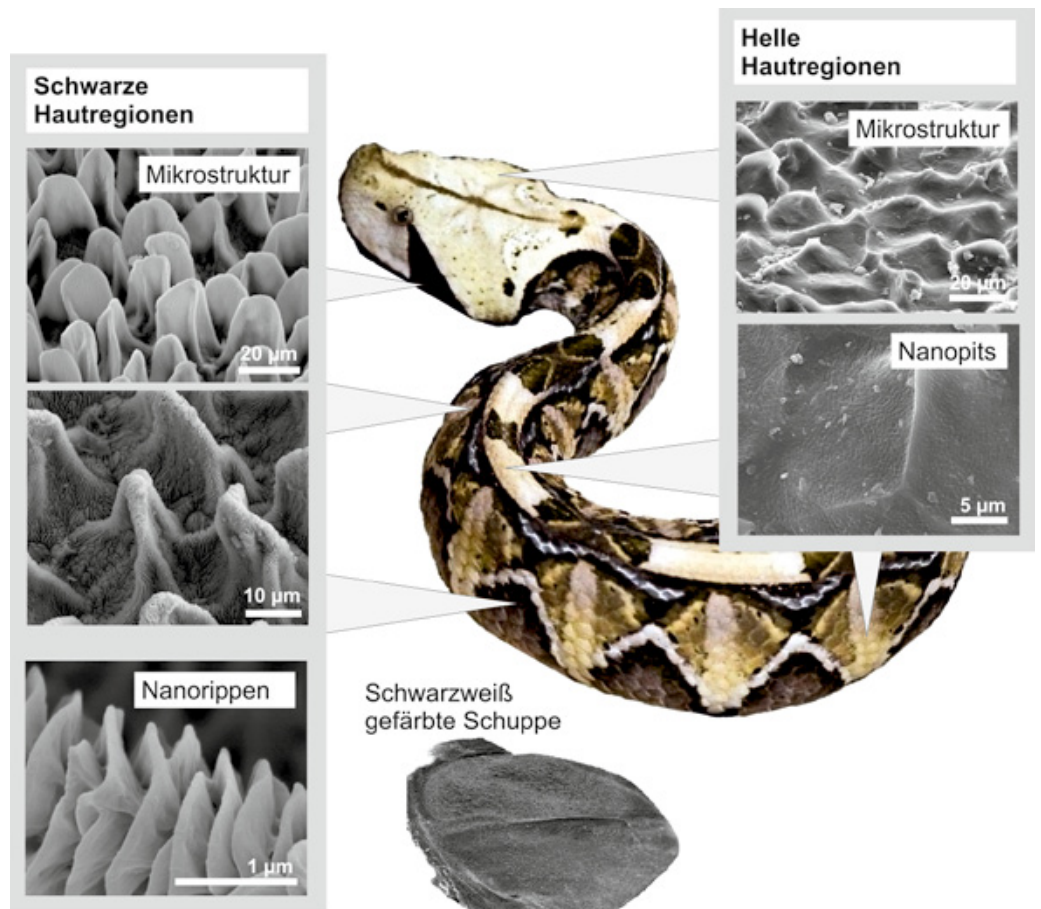 Schwarze
Hautregionen
Mikrostruktur
20 µm
10 µm
Nanorippen
1 µm
Schwarzweiß
gefärbte Schuppe
Helle
Hautregionen
Mikrostruktur
20 µm
Nanopits
5 µm